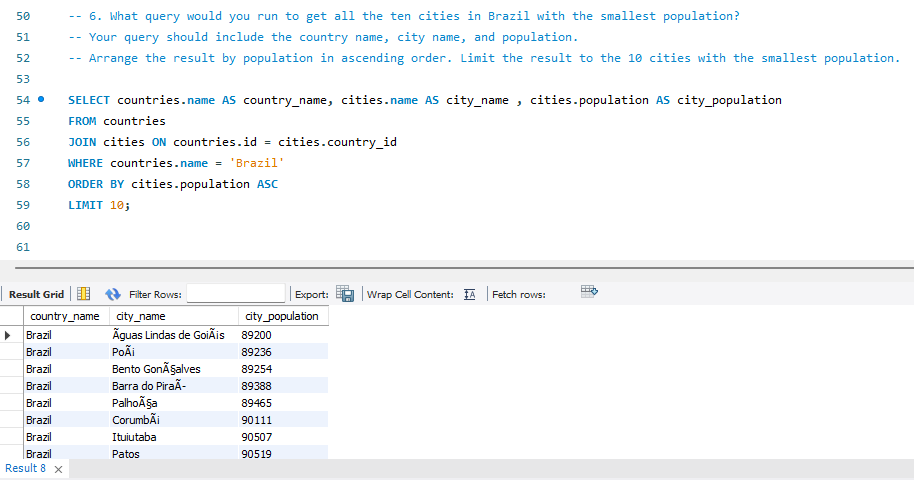 50 -- 6. What query would you run to get all the ten cities in Brazil with the smallest population?
51 -- Your query should include the country name, city name, and population.
52 -- Arrange the result by population in ascending order. Limit the result to the 10 cities with the smallest population.
53
54 SELECT countries.name AS country_name, cities.name AS city_name , cities.population AS city_population
55 FROM countries
56 JOIN cities ON countries.id = cities.country_id
57 WHERE countries.name = 'Brazil'
58 ORDER BY cities.population ASC
59 LIMIT 10;
60
61
Result Grid Filter Rows: Export: Wrap Cell Content: IA Fetch rows:
country_name city_name city_population
Brazil Ãguas Lindas de GoiÃ¡s 89200
Brazil PoÃ¡ 89236
Brazil Bento GonÃ§alves 89254
Brazil Barra do PiraÃ- 89388
Brazil PalhoÃ§a 89465
Brazil CorumbÃ¡ 90111
Brazil Ituiutaba 90507
Brazil Patos 90519
Result 8